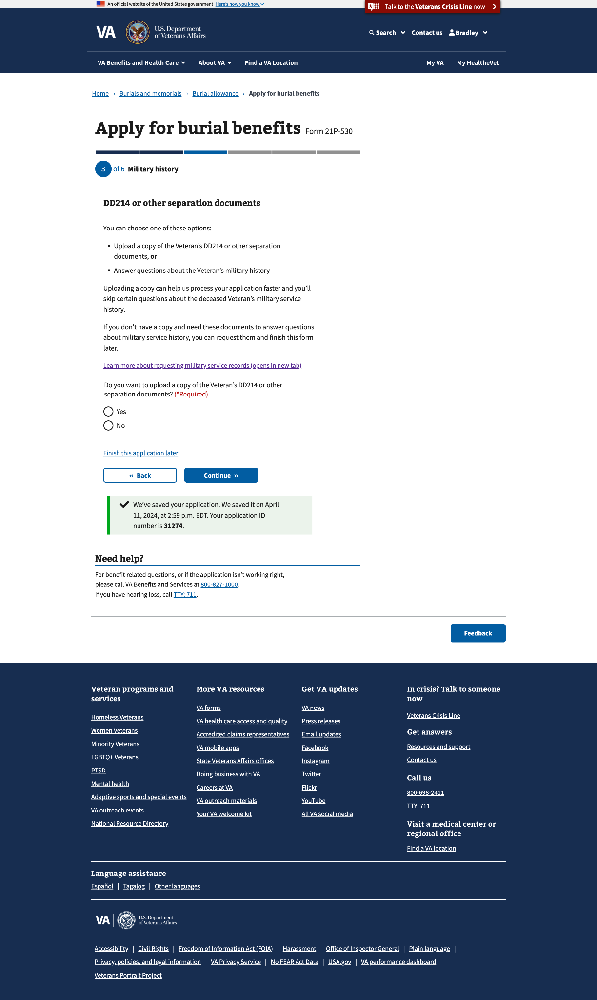 An official website of the United States government Here's how you know
Talk to the Veterans Crisis Line now
VA U.S. Department
of Veterans Affairs
Search Contact us Bradley
VA Benefits and Health Care About VA Find a VA Location My VA My HealtheVet
Home › Burials and memorials › Burial allowance › Apply for burial benefits
Apply for burial benefits Form 21P-530
3 of 6 Military history
DD214 or other separation documents
You can choose one of these options:
▪ Upload a copy of the Veteran’s DD214 or other separation
documents, or
▪ Answer questions about the Veteran’s military history
Uploading a copy can help us process your application faster and you’ll
skip certain questions about the deceased Veteran’s military service
history.
If you don’t have a copy and need these documents to answer questions
about military service history, you can request them and finish this form
later.
Learn more about requesting military service records (opens in new tab)
Do you want to upload a copy of the Veteran’s DD214 or other
separation documents? (*Required)
Yes
No
Finish this application later
« Back Continue »
We’ve saved your application. We saved it on April
11, 2024, at 2:59 p.m. EDT. Your application ID
number is 31274.
Need help?
For benefit related questions, or if the application isn’t working right,
please call VA Benefits and Services at 800-827-1000.
If you have hearing loss, call TTY: 711.
Feedback
Veteran programs and
services
Homeless Veterans
Women Veterans
Minority Veterans
LGBTQ+ Veterans
PTSD
Mental health
Adaptive sports and special events
VA outreach events
National Resource Directory
More VA resources
VA forms
VA health care access and quality
Accredited claims representatives
VA mobile apps
State Veterans Affairs offices
Doing business with VA
Careers at VA
VA outreach materials
Your VA welcome kit
Get VA updates
VA news
Press releases
Email updates
Facebook
Instagram
Twitter
Flickr
YouTube
All VA social media
In crisis? Talk to someone
now
Veterans Crisis Line
Get answers
Resources and support
Contact us
Call us
800-698-2411
TTY: 711
Visit a medical center or
regional office
Find a VA location
Language assistance
Español | Tagalog | Other languages
VA U.S. Department
of Veterans Affairs
Accessibility | Civil Rights | Freedom of Information Act (FOIA) | Harassment | Office of Inspector General | Plain language |
Privacy, policies, and legal information | VA Privacy Service | No FEAR Act Data | USA.gov | VA performance dashboard |
Veterans Portrait Project